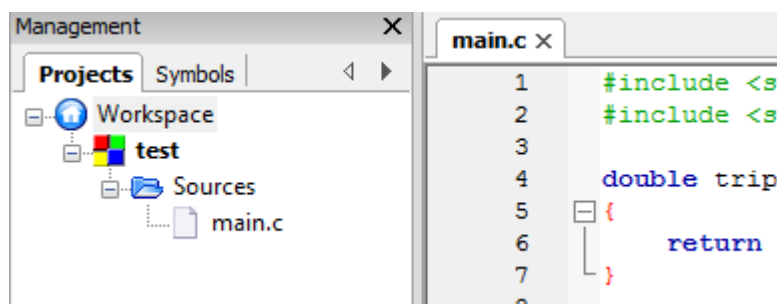 Management
Projects Symbols
Workspace
test
Sources
main.c
main.c
1 #include <s
2 #include <s
3
4 double trip
5 {
6 return
7 }